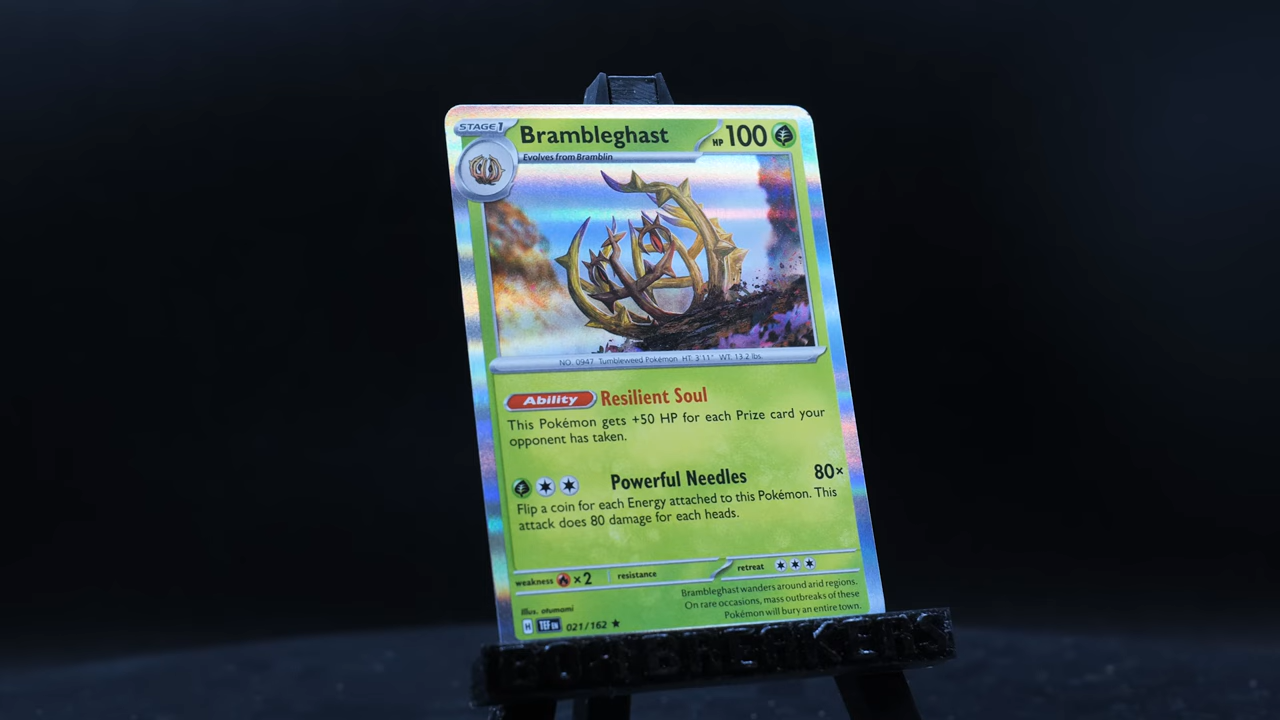 STAGE 1
Brambleghast
HP 100
Evolves from Bramblin
NO. 0947 Tumbleweed Pokémon HT. 3'11" WT. 13.2 lbs.
Ability Resilient Soul
This Pokémon gets +50 HP for each Prize card your
opponent has taken.
Powerful Needles 80×
Flip a coin for each Energy attached to this Pokémon. This
attack does 80 damage for each heads.
weakness ×2 resistance retreat
Brambleghast wanders around arid regions.
On rare occasions, mass outbreaks of these
Pokémon will bury an entire town.
Illus. otumami
H TEF EN 021/162
BOX BREAKERS